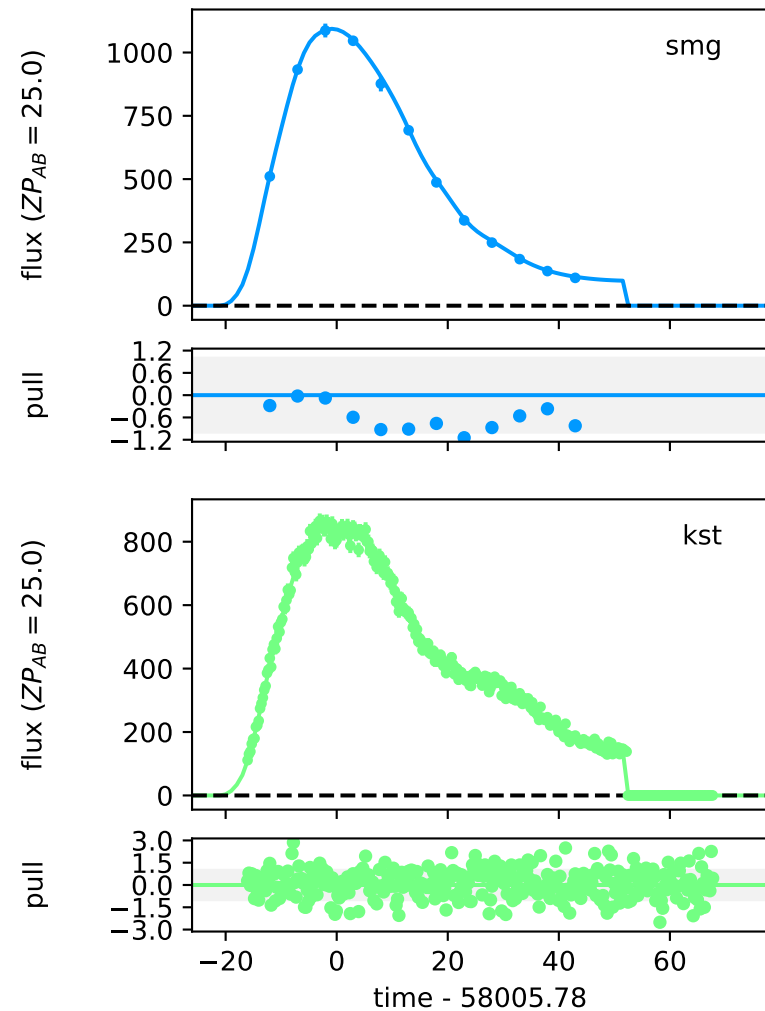 smg
flux (ZP_AB = 25.0)
1000
750
500
250
0
pull
1.2
0.6
0.0
−0.6
−1.2
kst
flux (ZP_AB = 25.0)
800
600
400
200
0
pull
3.0
1.5
0.0
−1.5
−3.0
−20 0 20 40 60
time - 58005.78